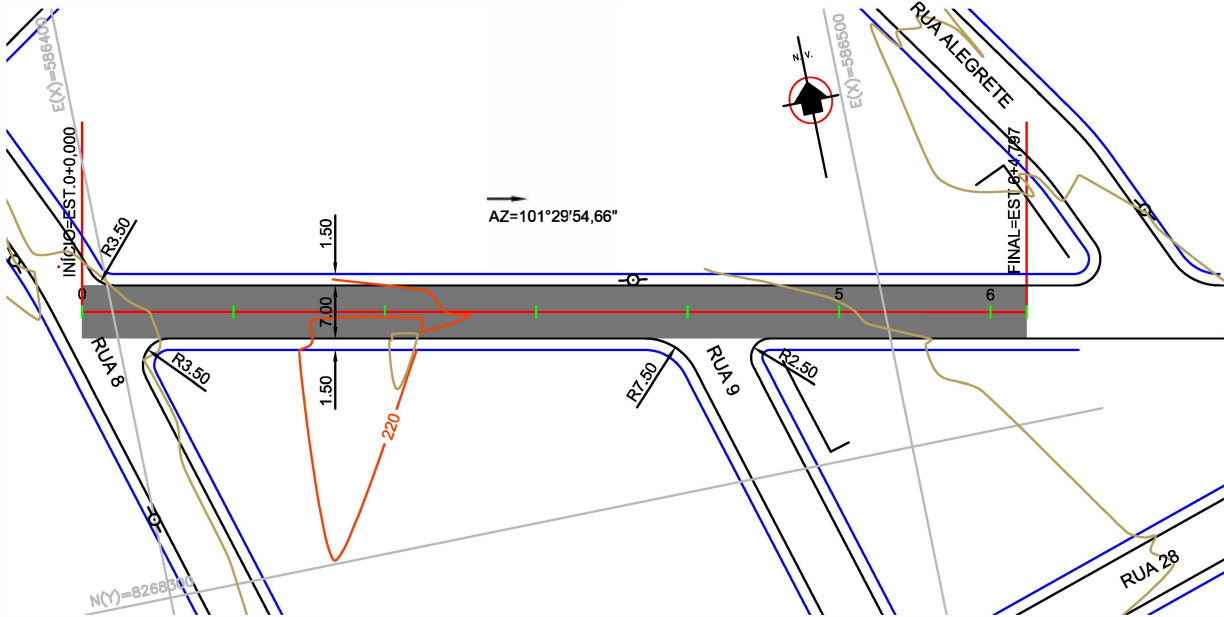 E(X)=586400
N. V.
E(X)=586500
RUA ALEGRETE
INÍCIO=EST.0+0,000
R3.50
1.50
AZ=101°29'54,66"
FINAL=EST.6+4,797
0
7.00
5
6
RUA 8
R3.50
1.50
220
R7.50
RUA 9
R2.50
N(Y)=8268300
RUA 28